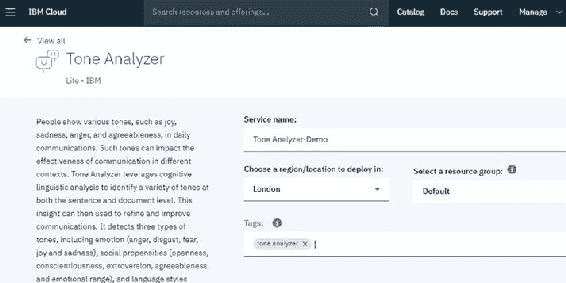 IBM Cloud
Search resources and offerings...
Catalog Docs Support Manage
View all
Tone Analyzer
Lite • IBM
People show various tones, such as joy,
sadness, anger, and agreeableness, in daily
communications. Such tones can impact the
effectiveness of communication in different
contexts. Tone Analyzer leverages cognitive
linguistic analysis to identify a variety of tones at
both the sentence and document level. This
insight can then used to refine and improve
communications. It detects three types of
tones, including emotion (anger, disgust, fear,
joy and sadness), social propensities (openness,
conscientiousness, extroversion, agreeableness,
and emotional range), and language styles
Service name:
Tone Analyzer-Demo
Choose a region/location to deploy in:
London
Select a resource group:
Default
Tags:
tone analyzer